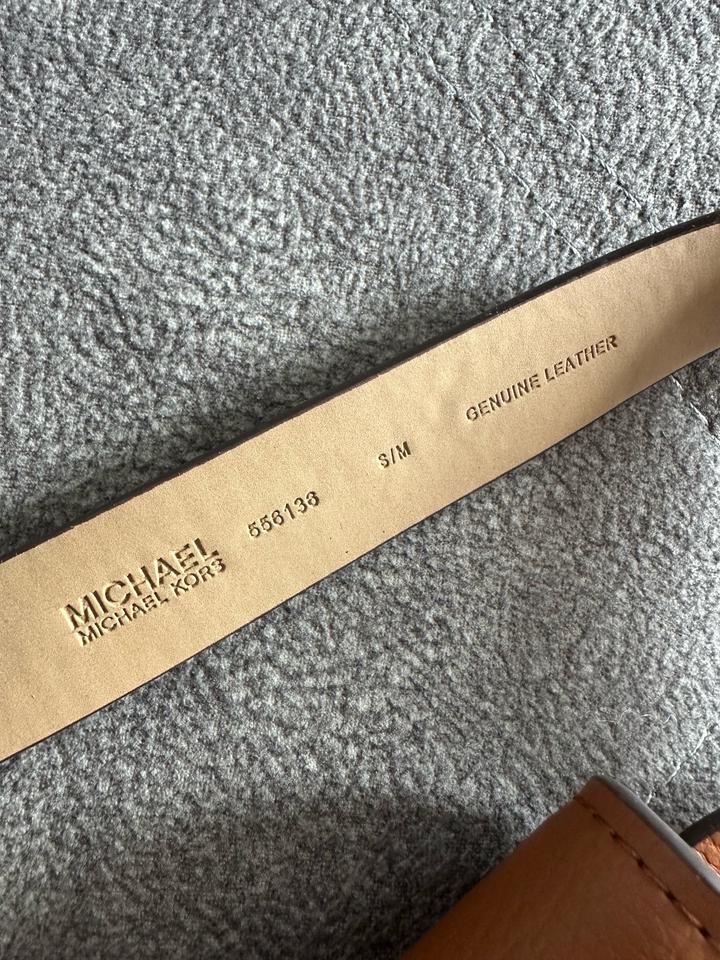 MICHAEL
MICHAEL KORS
556136
S/M
GENUINE LEATHER